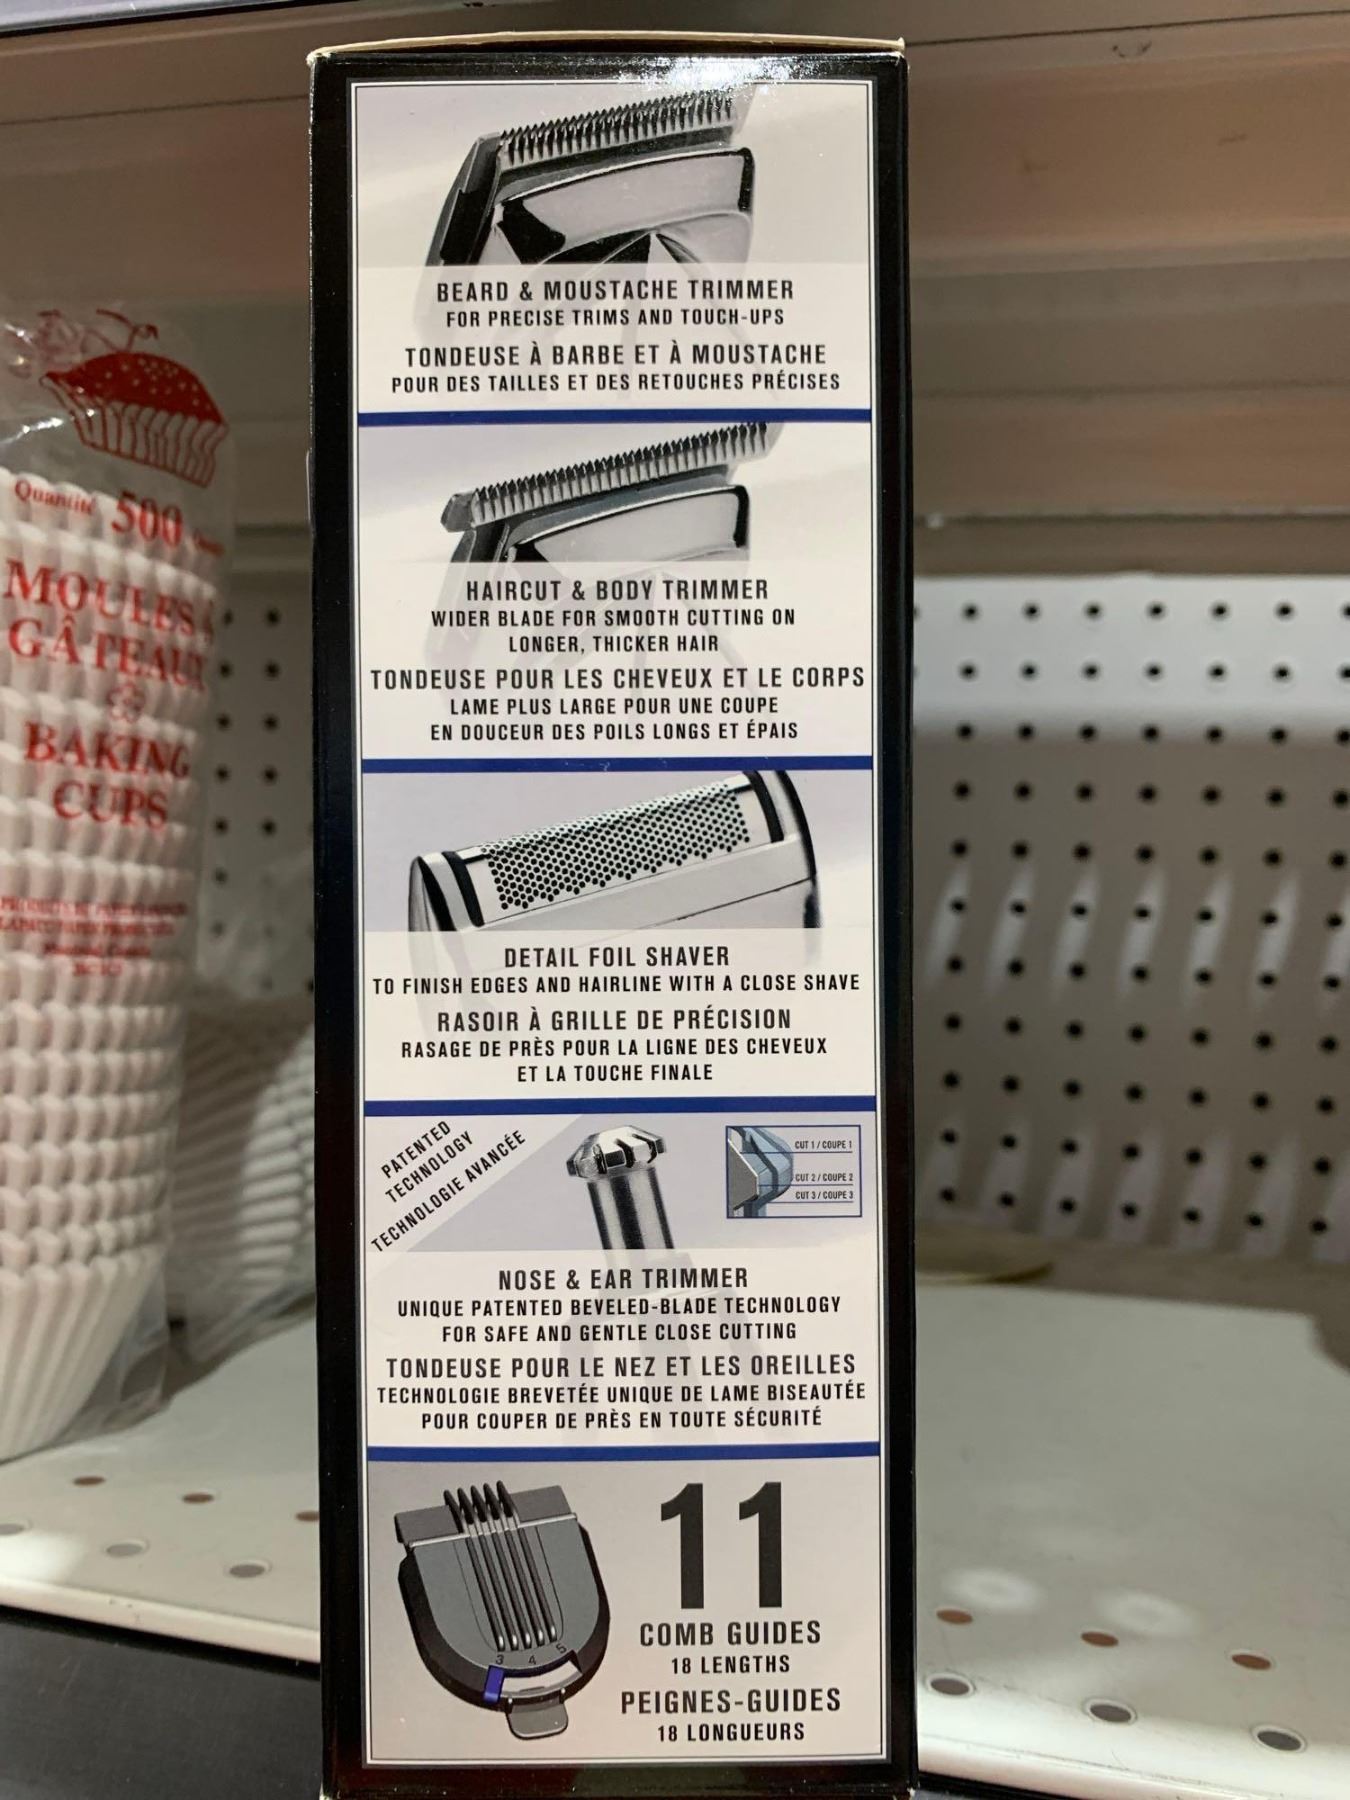 BEARD & MOUSTACHE TRIMMER
FOR PRECISE TRIMS AND TOUCH-UPS
TONDEUSE À BARBE ET À MOUSTACHE
POUR DES TAILLES ET DES RETOUCHES PRÉCISES
HAIRCUT & BODY TRIMMER
WIDER BLADE FOR SMOOTH CUTTING ON
LONGER, THICKER HAIR
TONDEUSE POUR LES CHEVEUX ET LE CORPS
LAME PLUS LARGE POUR UNE COUPE
EN DOUCEUR DES POILS LONGS ET ÉPAIS
DETAIL FOIL SHAVER
TO FINISH EDGES AND HAIRLINE WITH A CLOSE SHAVE
RASOIR À GRILLE DE PRÉCISION
RASAGE DE PRÈS POUR LA LIGNE DES CHEVEUX
ET LA TOUCHE FINALE
PATENTED
TECHNOLOGY
TECHNOLOGIE AVANCÉE
CUT 1 / COUPE 1
CUT 2 / COUPE 2
CUT 3 / COUPE 3
NOSE & EAR TRIMMER
UNIQUE PATENTED BEVELED-BLADE TECHNOLOGY
FOR SAFE AND GENTLE CLOSE CUTTING
TONDEUSE POUR LE NEZ ET LES OREILLES
TECHNOLOGIE BREVETÉE UNIQUE DE LAME BISEAUTÉE
POUR COUPER DE PRÈS EN TOUTE SÉCURITÉ
3 4 5
11
COMB GUIDES
18 LENGTHS
PEIGNES-GUIDES
18 LONGUEURS
Quantité 500
MOULES À
GÂTEAUX
BAKING
CUPS